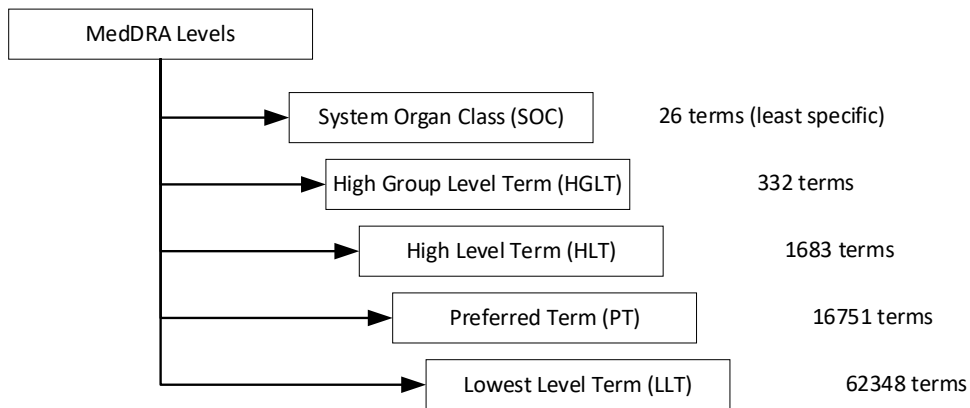 MedDRA Levels
System Organ Class (SOC) 26 terms (least specific)
High Group Level Term (HGLT) 332 terms
High Level Term (HLT) 1683 terms
Preferred Term (PT) 16751 terms
Lowest Level Term (LLT) 62348 terms